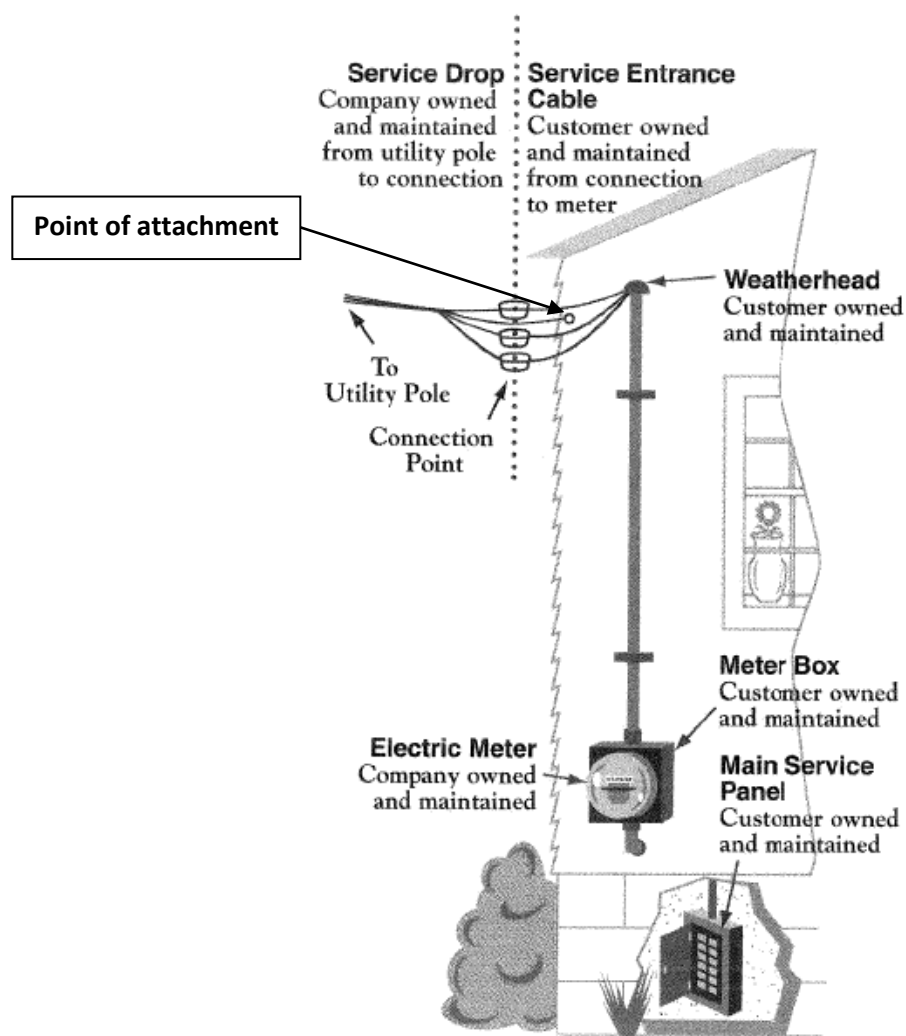 Service Drop
Company owned
and maintained
from utility pole
to connection
Service Entrance
Cable
Customer owned
and maintained
from connection
to meter
Point of attachment
Weatherhead
Customer owned
and maintained
To
Utility Pole
Connection
Point
Meter Box
Customer owned
and maintained
Electric Meter
Company owned
and maintained
Main Service
Panel
Customer owned
and maintained